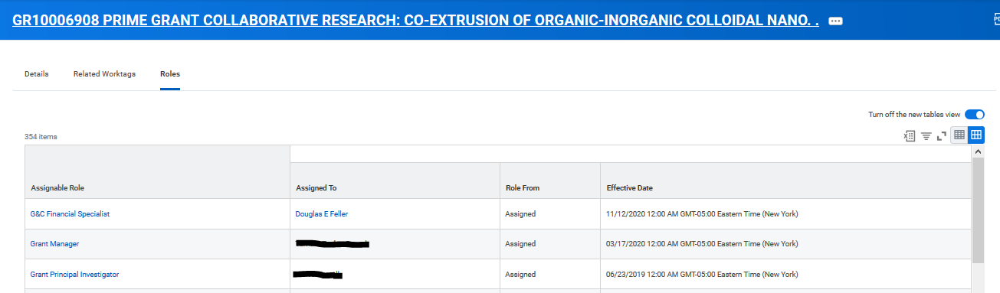 GR10006908 PRIME GRANT COLLABORATIVE RESEARCH: CO-EXTRUSION OF ORGANIC-INORGANIC COLLOIDAL NANO. .
Details Related Worktags Roles
Turn off the new tables view
354 items
Assignable Role Assigned To Role From Effective Date
G&C Financial Specialist Douglas E Feller Assigned 11/12/2020 12:00 AM GMT-05:00 Eastern Time (New York)
Grant Manager Assigned 03/17/2020 12:00 AM GMT-05:00 Eastern Time (New York)
Grant Principal Investigator Assigned 06/23/2019 12:00 AM GMT-05:00 Eastern Time (New York)